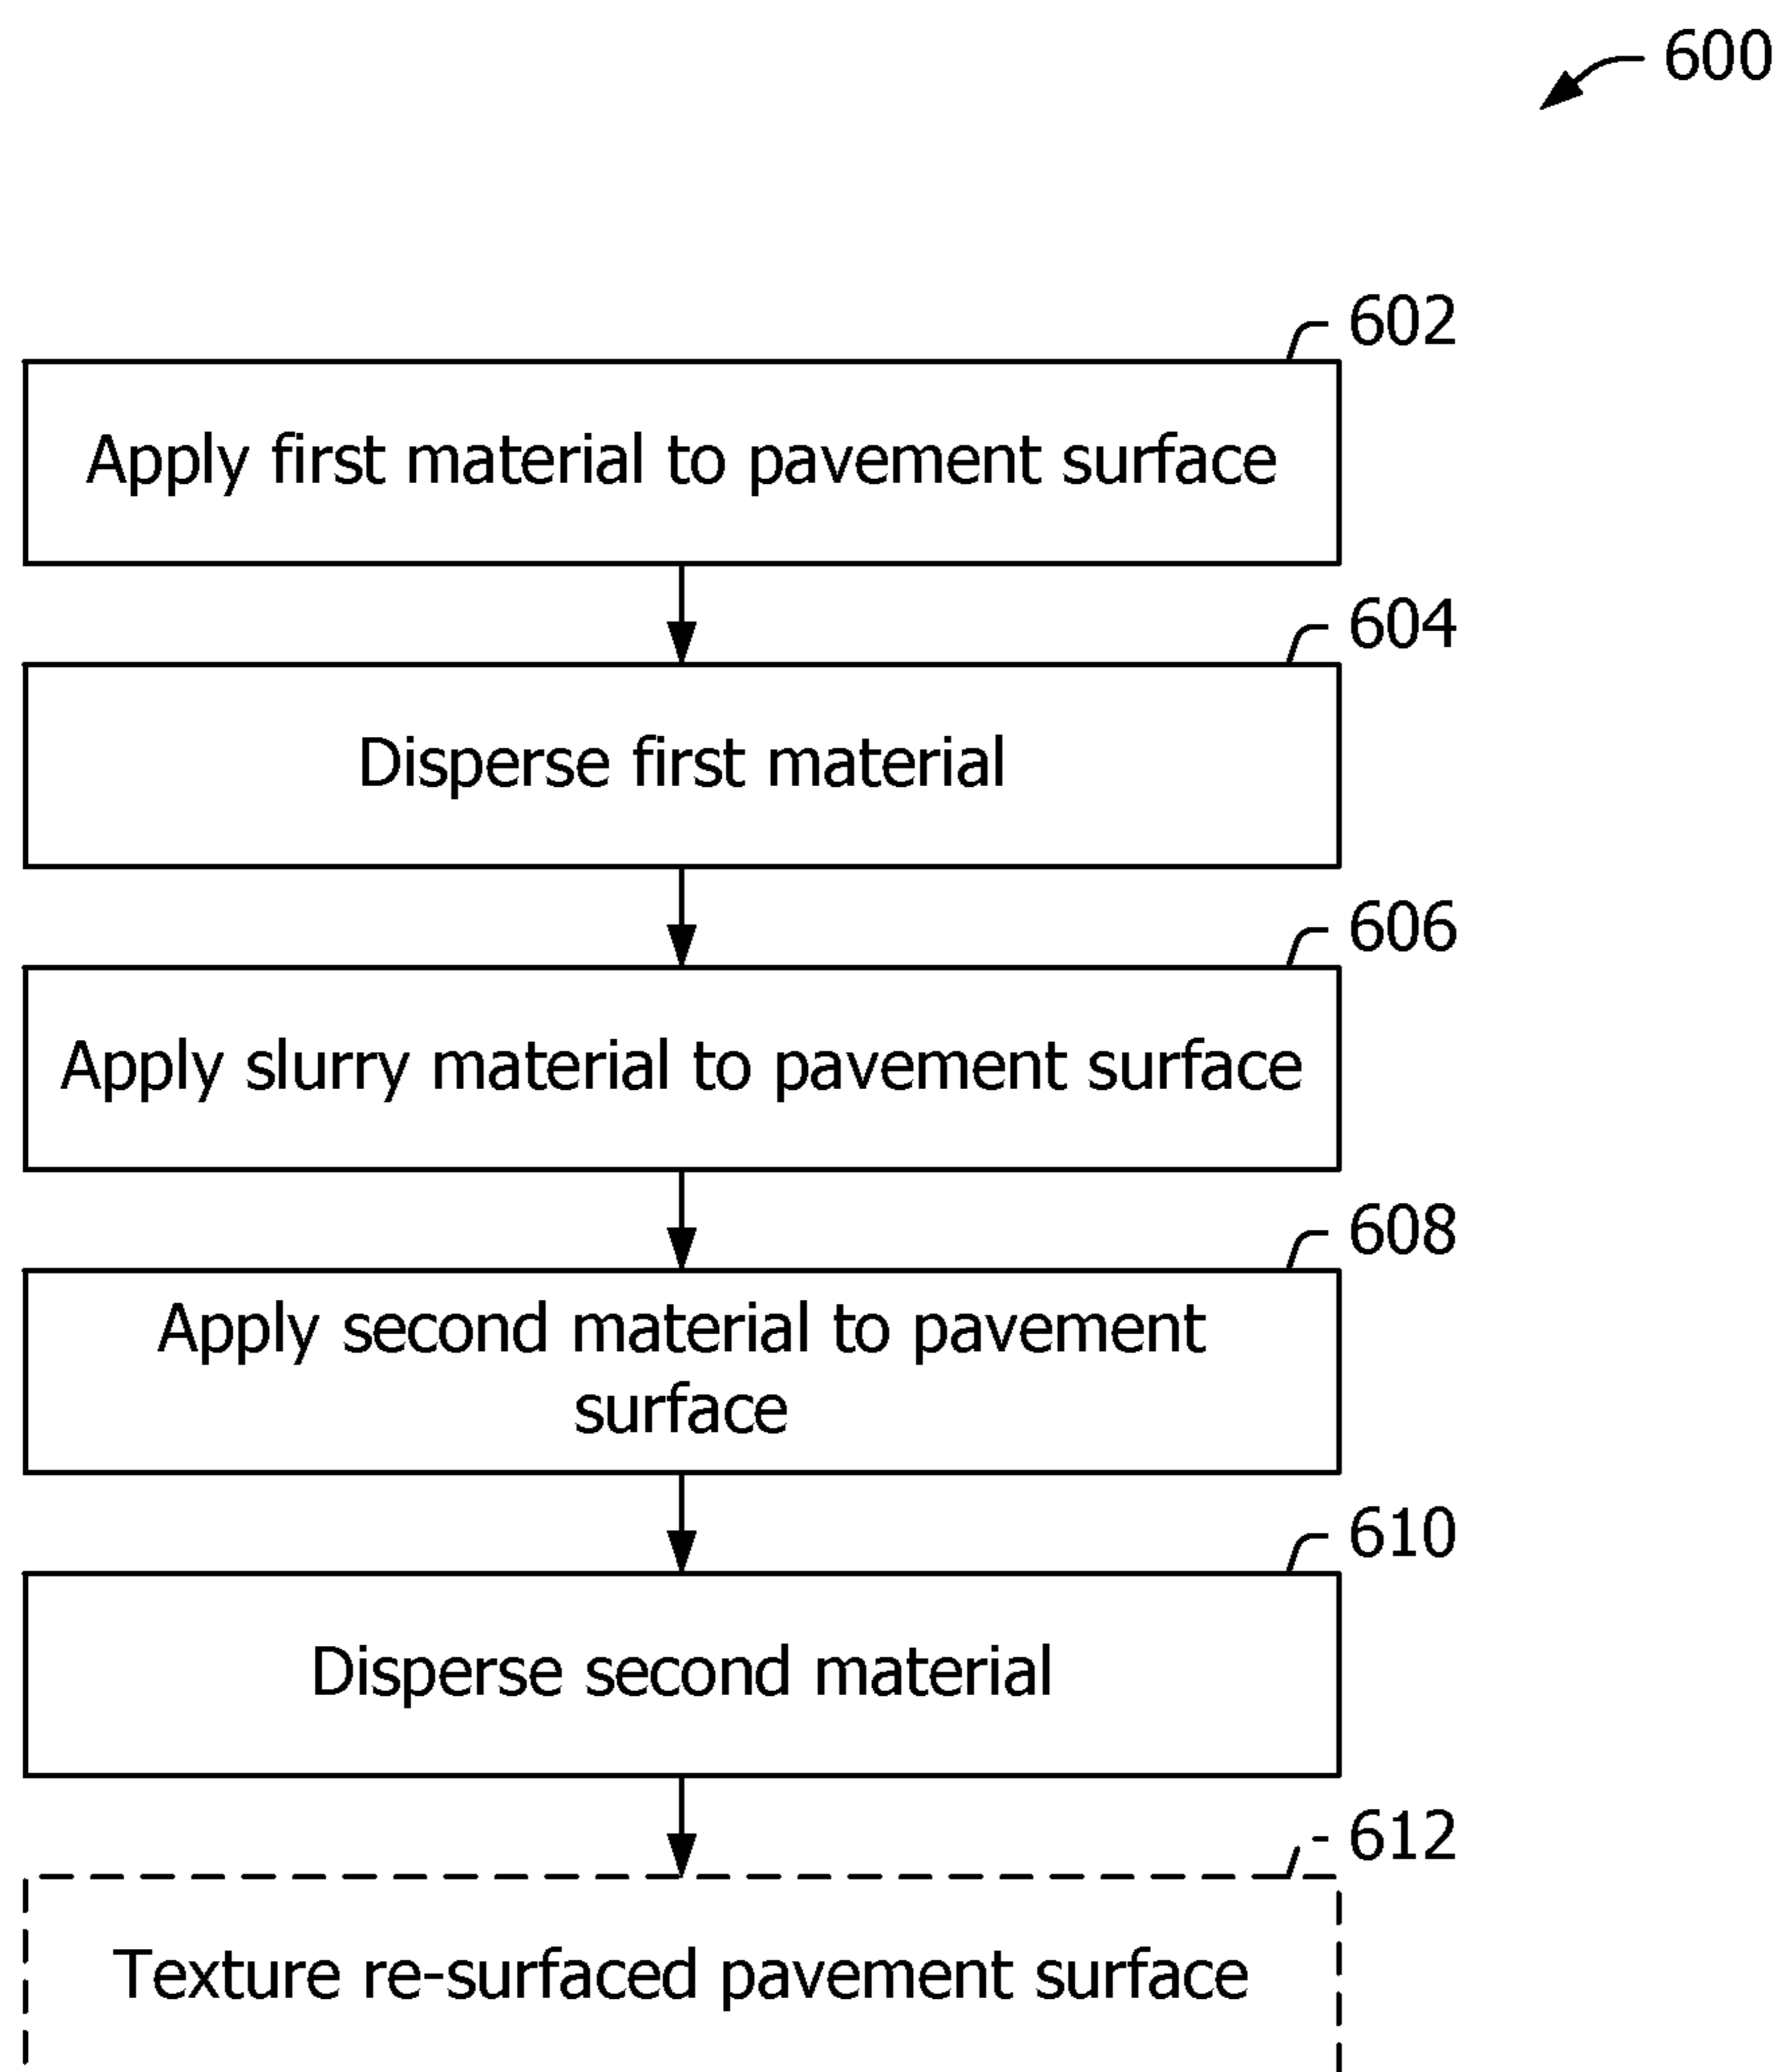 600
602
Apply first material to pavement surface
604
Disperse first material
606
Apply slurry material to pavement surface
608
Apply second material to pavement
surface
610
Disperse second material
612
Texture re-surfaced pavement surface